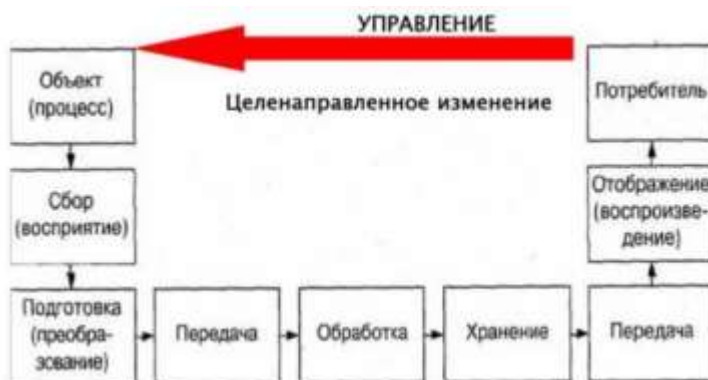 УПРАВЛЕНИЕ
Целенаправленное изменение
Объект
(процесс)
Сбор
(восприятие)
Подготовка
(преобра-
зование)
Передача
Обработка
Хранение
Передача
Отображение
(воспроизве-
дение)
Потребитель